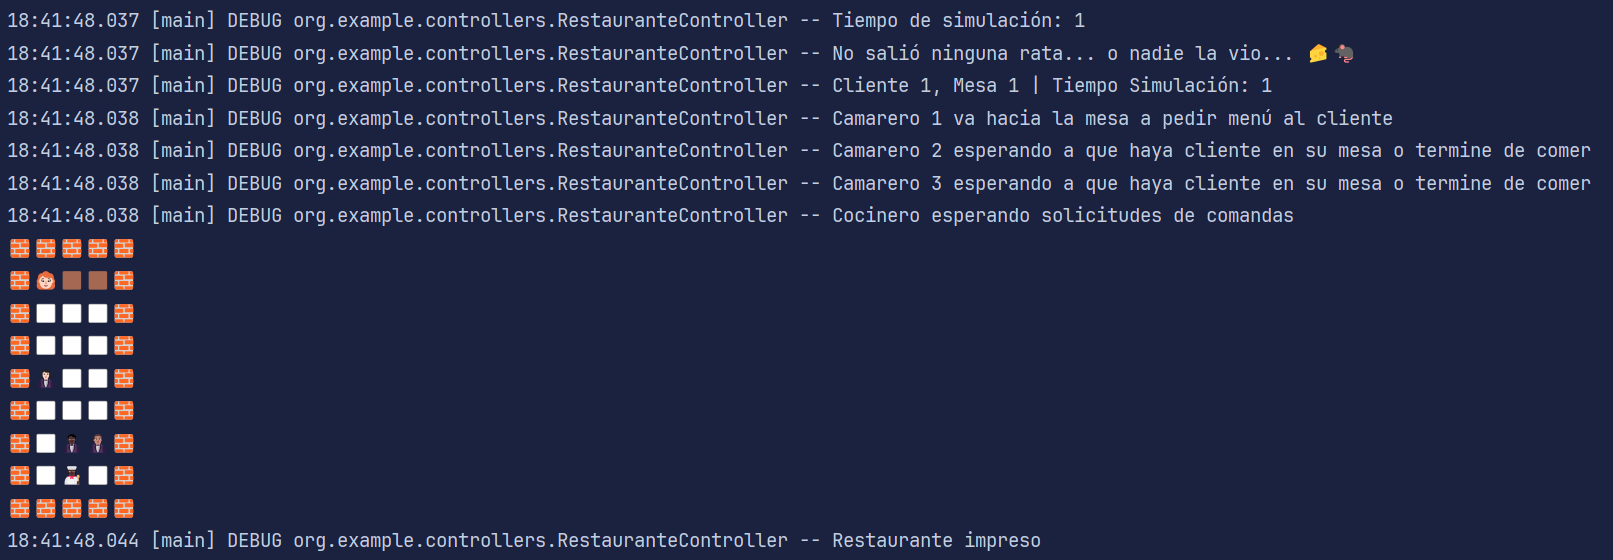 18:41:48.037 [main] DEBUG org.example.controllers.RestauranteController -- Tiempo de simulación: 1
18:41:48.037 [main] DEBUG org.example.controllers.RestauranteController -- No salió ninguna rata... o nadie la vio... 🧀🐀
18:41:48.037 [main] DEBUG org.example.controllers.RestauranteController -- Cliente 1, Mesa 1 | Tiempo Simulación: 1
18:41:48.038 [main] DEBUG org.example.controllers.RestauranteController -- Camarero 1 va hacia la mesa a pedir menú al cliente
18:41:48.038 [main] DEBUG org.example.controllers.RestauranteController -- Camarero 2 esperando a que haya cliente en su mesa o termine de comer
18:41:48.038 [main] DEBUG org.example.controllers.RestauranteController -- Camarero 3 esperando a que haya cliente en su mesa o termine de comer
18:41:48.038 [main] DEBUG org.example.controllers.RestauranteController -- Cocinero esperando solicitudes de comandas
18:41:48.044 [main] DEBUG org.example.controllers.RestauranteController -- Restaurante impreso